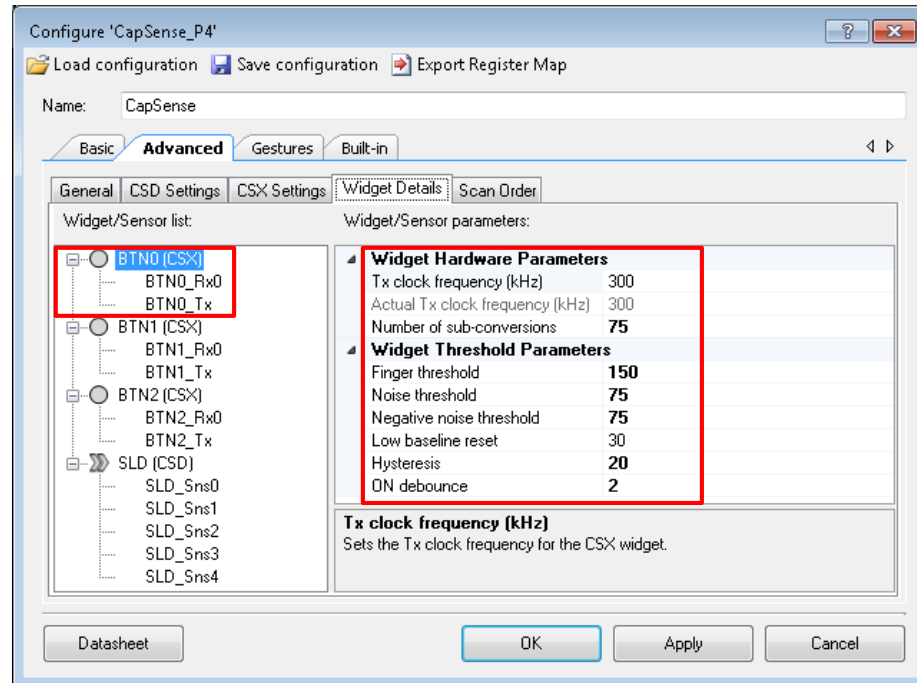 Configure 'CapSense_P4'
Load configuration Save configuration Export Register Map
Name: CapSense
Basic Advanced Gestures Built-in
General CSD Settings CSX Settings Widget Details Scan Order
Widget/Sensor list: Widget/Sensor parameters:
BTN0 (CSX)
BTN0_Rx0
BTN0_Tx
BTN1 (CSX)
BTN1_Rx0
BTN1_Tx
BTN2 (CSX)
BTN2_Rx0
BTN2_Tx
SLD (CSD)
SLD_Sns0
SLD_Sns1
SLD_Sns2
SLD_Sns3
SLD_Sns4
Widget Hardware Parameters
Tx clock frequency (kHz) 300
Actual Tx clock frequency (kHz) 300
Number of sub-conversions 75
Widget Threshold Parameters
Finger threshold 150
Noise threshold 75
Negative noise threshold 75
Low baseline reset 30
Hysteresis 20
ON debounce 2
Tx clock frequency (kHz)
Sets the Tx clock frequency for the CSX widget.
Datasheet OK Apply Cancel